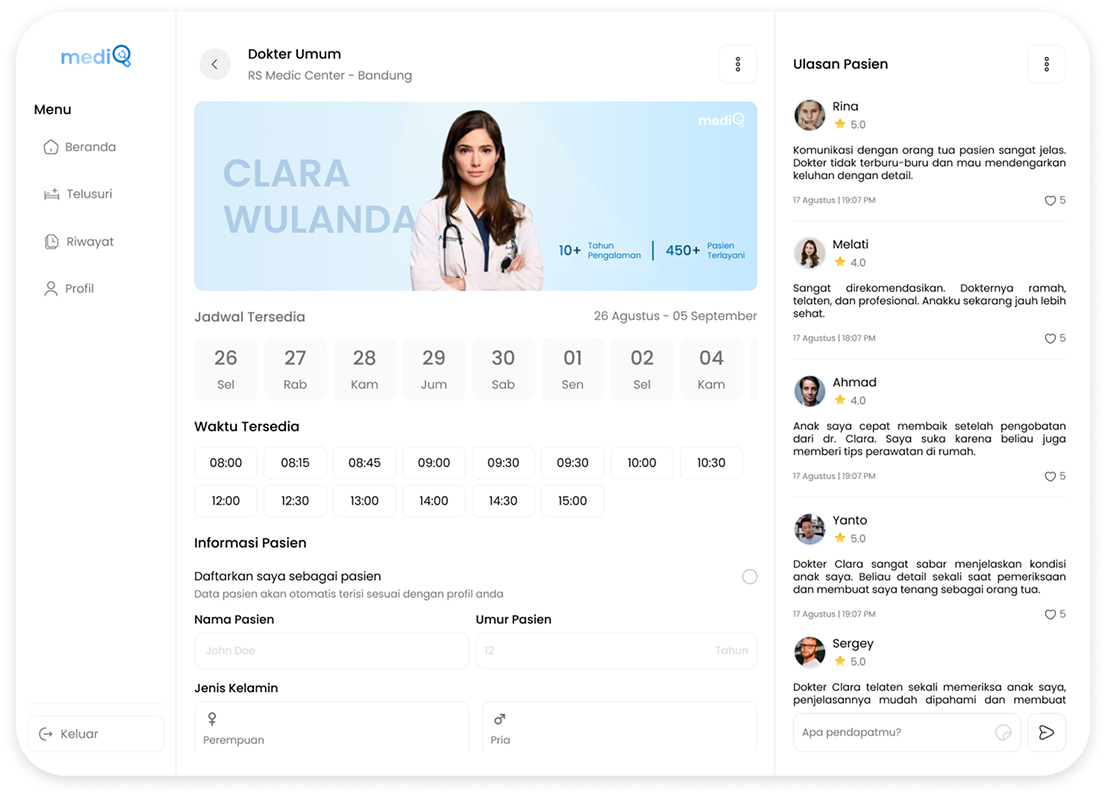 mediQ
Menu
Beranda
Telusuri
Riwayat
Profil
Keluar
Dokter Umum
RS Medic Center - Bandung
mediQ
CLARA
WULANDA
10+ Tahun Pengalaman
450+ Pasien Terlayani
Jadwal Tersedia
26 Agustus - 05 September
26 27 28 29 30 01 02 04
Sel Rab Kam Jum Sab Sen Sel Kam
Waktu Tersedia
08:00 08:15 08:45 09:00 09:30 09:30 10:00 10:30
12:00 12:30 13:00 14:00 14:30 15:00
Informasi Pasien
Daftarkan saya sebagai pasien
Data pasien akan otomatis terisi sesuai dengan profil anda
Nama Pasien
Umur Pasien
John Doe
12 Tahun
Jenis Kelamin
Perempuan
Pria
Ulasan Pasien
Rina
5.0
Komunikasi dengan orang tua pasien sangat jelas.
Dokter tidak terburu-buru dan mau mendengarkan
keluhan dengan detail.
17 Agustus | 19:07 PM
5
Melati
4.0
Sangat direkomendasikan. Dokternya ramah,
telaten, dan profesional. Anakku sekarang jauh lebih
sehat.
17 Agustus | 18:07 PM
5
Ahmad
4.0
Anak saya cepat membaik setelah pengobatan
dari dr. Clara. Saya suka karena beliau juga
memberi tips perawatan di rumah.
17 Agustus | 19:07 PM
5
Yanto
5.0
Dokter Clara sangat sabar menjelaskan kondisi
anak saya. Beliau detail sekali saat pemeriksaan
dan membuat saya tenang sebagai orang tua.
17 Agustus | 19:07 PM
5
Sergey
5.0
Dokter Clara telaten sekali memeriksa anak saya,
penjelasannya mudah dipahami dan membuat
Apa pendapatmu?